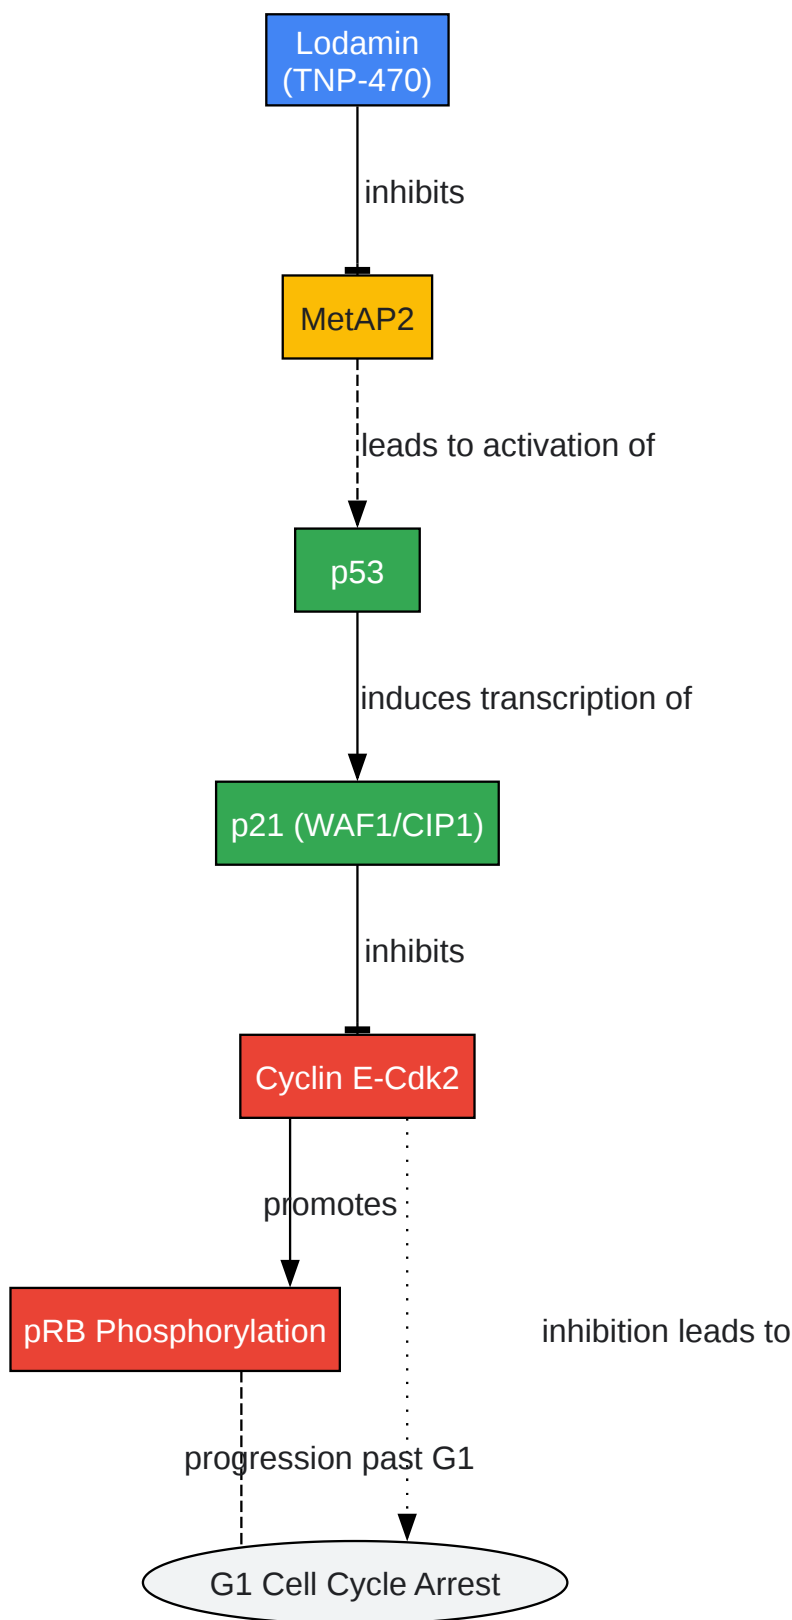 Lodamin
(TNP-470)
inhibits
MetAP2
leads to activation of
p53
induces transcription of
p21 (WAF1/CIP1)
inhibits
Cyclin E-Cdk2
promotes
pRB Phosphorylation
inhibition leads to
progression past G1
G1 Cell Cycle Arrest